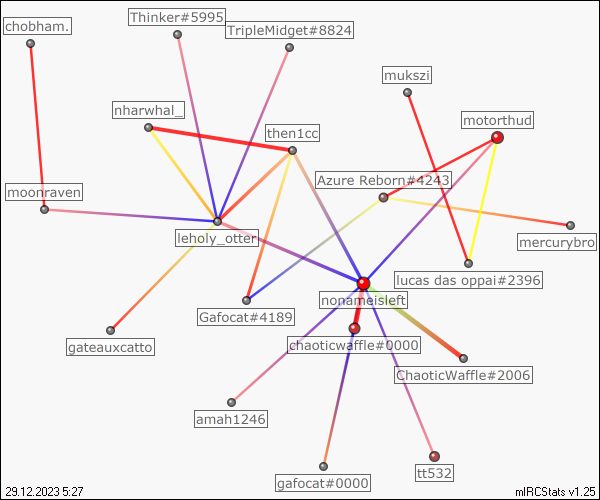 Thinker#5995
chobham.
TripleMidget#8824
mukszi
nharwhal_
motorthud
then1cc
Azure Reborn#4243
moonraven
leholy_otter
mercurybro
lucas das oppai#2396
nonameisleft
Gafocat#4189
chaoticwaffle#0000
gateauxcatto
ChaoticWaffle#2006
amah1246
tt532
gafocat#0000
29.12.2023 5:27
mIRCStats v1.25